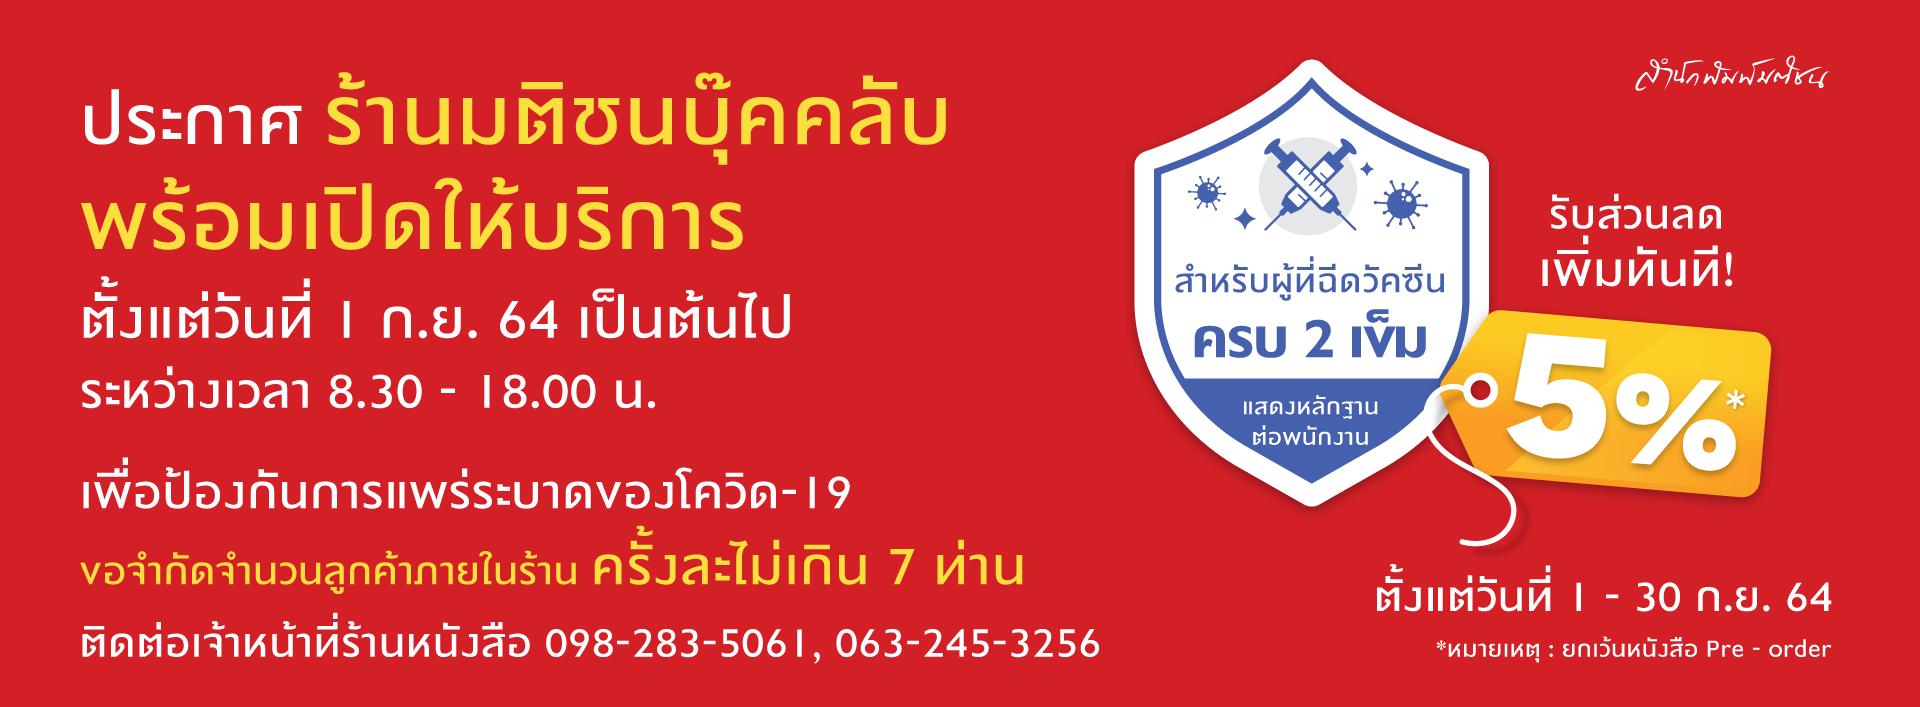 ประกาศ ร้านมติชนบุ๊คคลับ
พร้อมเปิดให้บริการ
ตั้งแต่วันที่ 1 ก.ย. 64 เป็นต้นไป
ระหว่างเวลา 8.30 - 18.00 น.
เพื่อป้องกันการแพร่ระบาดของโควิด-19
ขอจำกัดจำนวนลูกค้าภายในร้าน ครั้งละไม่เกิน 7 ท่าน
ติดต่อเจ้าหน้าที่ร้านหนังสือ 098-283-5061, 063-245-3256
สำนักพิมพ์มติชน
สำหรับผู้ที่ฉีดวัคซีน
ครบ 2 เข็ม
แสดงหลักฐาน
ต่อพนักงาน
รับส่วนลด
เพิ่มทันที!
5%*
ตั้งแต่วันที่ 1 - 30 ก.ย. 64
*หมายเหตุ : ยกเว้นหนังสือ Pre - order